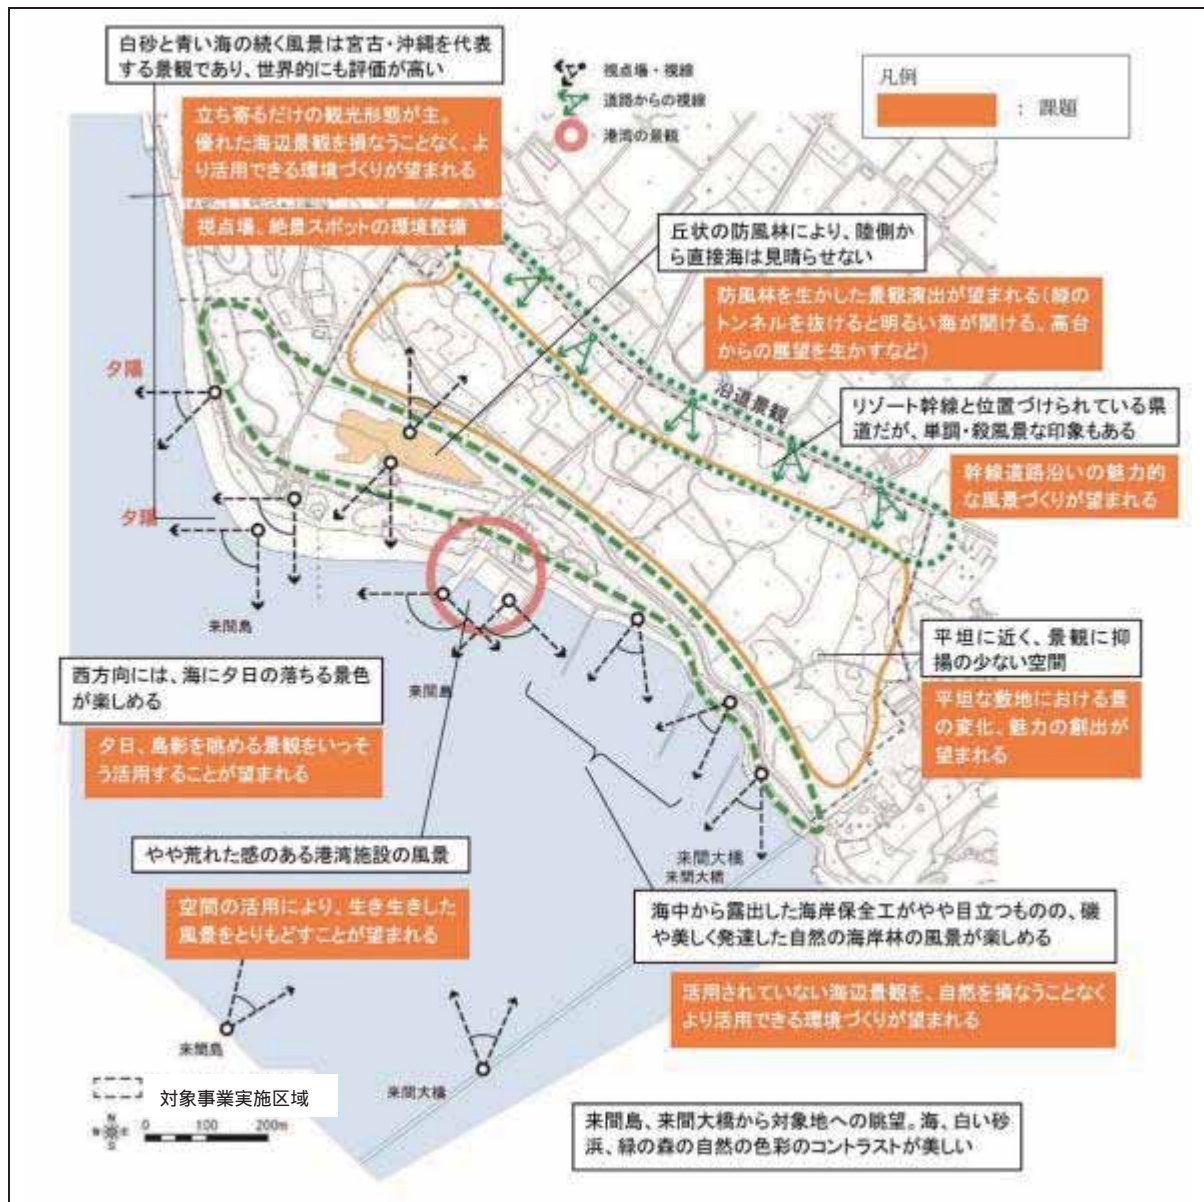 白砂と青い海の続く風景は宮古・沖縄を代表
する景観であり、世界的にも評価が高い
立ち寄るだけの観光形態が主。
優れた海辺景観を損なうことなく、よ
り活用できる環境づくりが望まれる
視点場、絶景スポットの環境整備
視点場・視線
道路からの視線
港湾の景観
凡例
：課題
丘状の防風林により、陸側か
ら直接海は見晴らせない
防風林を生かした景観演出が望まれる（緑の
トンネルを抜けると明るい海が開ける、高台
からの展望を生かすなど）
沿道景観
リゾート幹線と位置づけられている県
道だが、単調・殺風景な印象もある
幹線道路沿いの魅力的
な風景づくりが望まれる
夕陽
夕陽
来間島
西方向には、海に夕日の落ちる景色
が楽しめる
夕日、島影を眺める景観をいっそ
う活用することが望まれる
来間島
平坦に近く、景観に抑
揚の少ない空間
平坦な敷地における景
の変化、魅力の創出が
望まれる
やや荒れた感のある港湾施設の風景
空間の活用により、生き生きした
風景をとりもどすことが望まれる
来間大橋
来間大橋
海中から露出した海岸保全工がやや目立つものの、磯
や美しく発達した自然の海岸林の風景が楽しめる
活用されていない海辺景観を、自然を損なうことなく
より活用できる環境づくりが望まれる
来間島
来間大橋
対象事業実施区域
N
W E
S
0 100 200m
来間島、来間大橋から対象地への眺望。海、白い砂
浜、緑の森の自然の色彩のコントラストが美しい